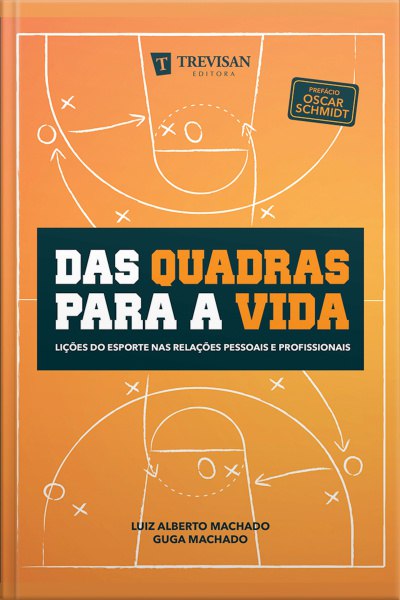 T TREVISAN
EDITORA
PREFÁCIO
OSCAR
SCHMIDT
DAS QUADRAS
PARA A VIDA
LIÇÕES DO ESPORTE NAS RELAÇÕES PESSOAIS E PROFISSIONAIS
LUIZ ALBERTO MACHADO
GUGA MACHADO